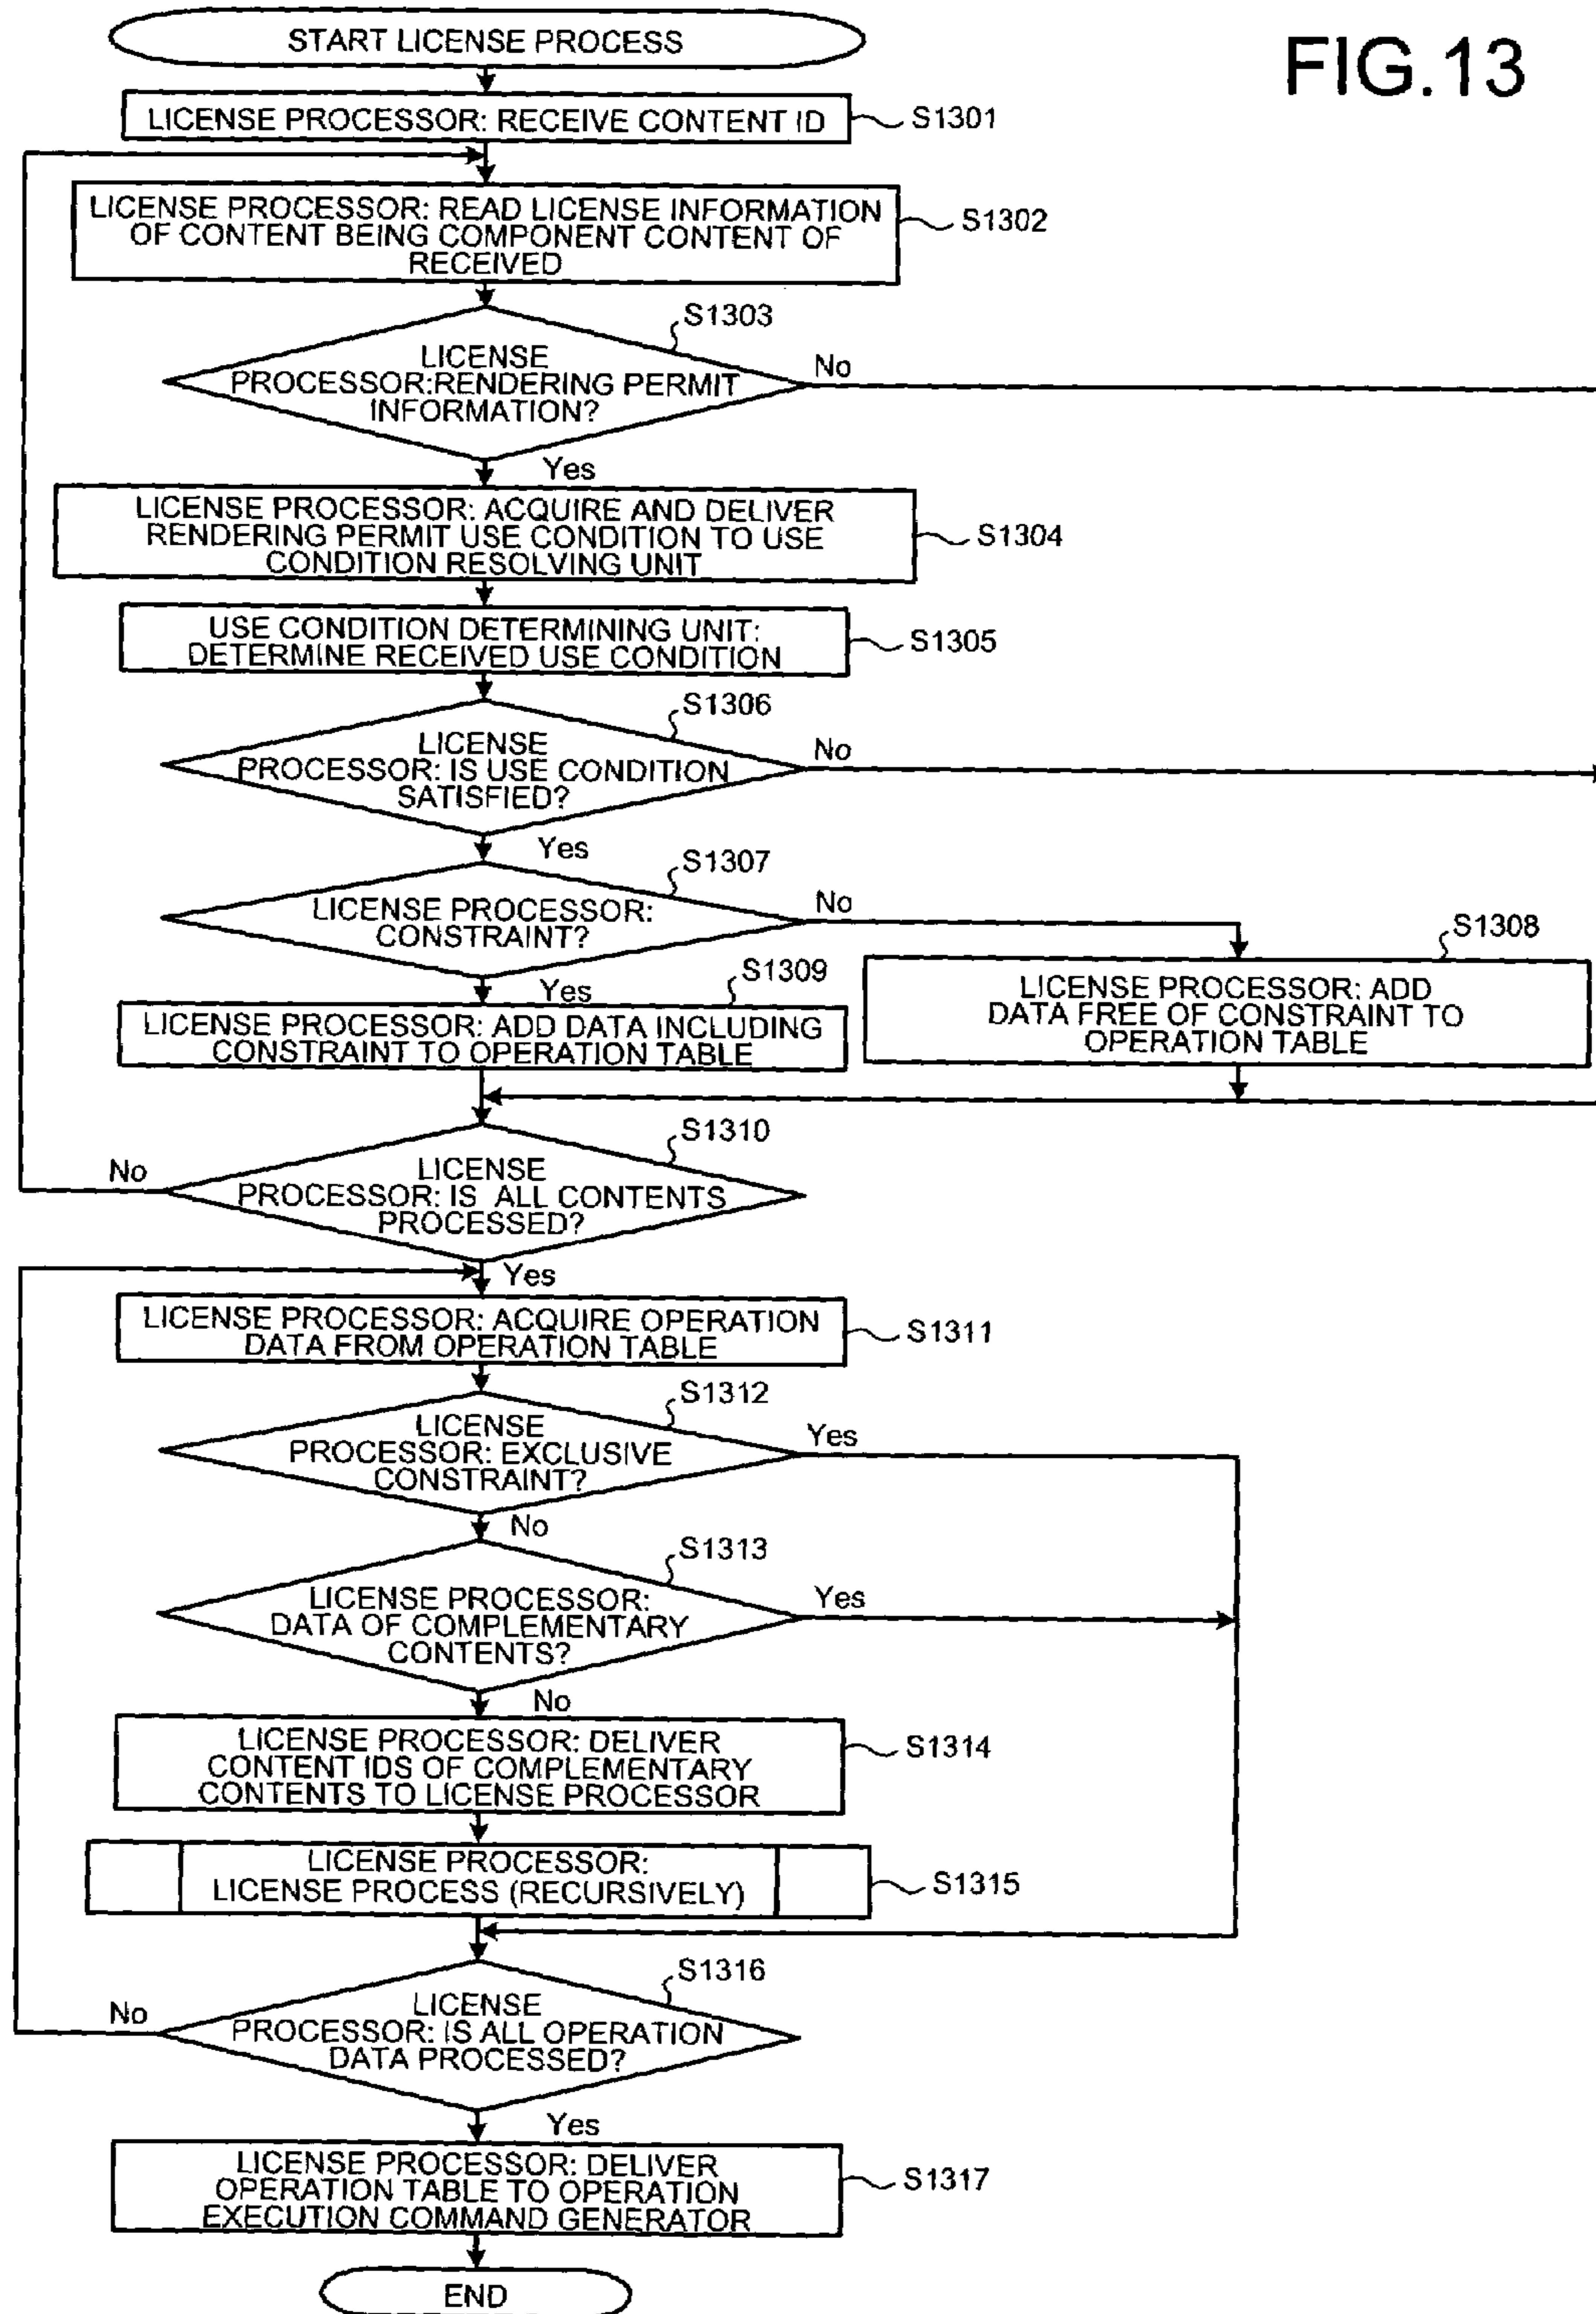 FIG.13
START LICENSE PROCESS
LICENSE PROCESSOR: RECEIVE CONTENT ID
S1301
LICENSE PROCESSOR: READ LICENSE INFORMATION
OF CONTENT BEING COMPONENT CONTENT OF
RECEIVED
S1302
S1303
LICENSE
PROCESSOR:RENDERING PERMIT
INFORMATION?
No
Yes
LICENSE PROCESSOR: ACQUIRE AND DELIVER
RENDERING PERMIT USE CONDITION TO USE
CONDITION RESOLVING UNIT
S1304
USE CONDITION DETERMINING UNIT:
DETERMINE RECEIVED USE CONDITION
S1305
S1306
LICENSE
PROCESSOR: IS USE CONDITION
SATISFIED?
No
Yes
S1307
LICENSE PROCESSOR:
CONSTRAINT?
No
Yes
S1308
LICENSE PROCESSOR: ADD
DATA FREE OF CONSTRAINT TO
OPERATION TABLE
S1309
LICENSE PROCESSOR: ADD DATA INCLUDING
CONSTRAINT TO OPERATION TABLE
S1310
LICENSE
PROCESSOR: IS ALL CONTENTS
PROCESSED?
No
Yes
LICENSE PROCESSOR: ACQUIRE OPERATION
DATA FROM OPERATION TABLE
S1311
S1312
LICENSE
PROCESSOR: EXCLUSIVE
CONSTRAINT?
Yes
No
S1313
LICENSE PROCESSOR:
DATA OF COMPLEMENTARY
CONTENTS?
Yes
No
LICENSE PROCESSOR: DELIVER
CONTENT IDS OF COMPLEMENTARY
CONTENTS TO LICENSE PROCESSOR
S1314
LICENSE PROCESSOR:
LICENSE PROCESS (RECURSIVELY)
S1315
S1316
LICENSE
PROCESSOR: IS ALL OPERATION
DATA PROCESSED?
No
Yes
LICENSE PROCESSOR: DELIVER
OPERATION TABLE TO OPERATION
EXECUTION COMMAND GENERATOR
S1317
END